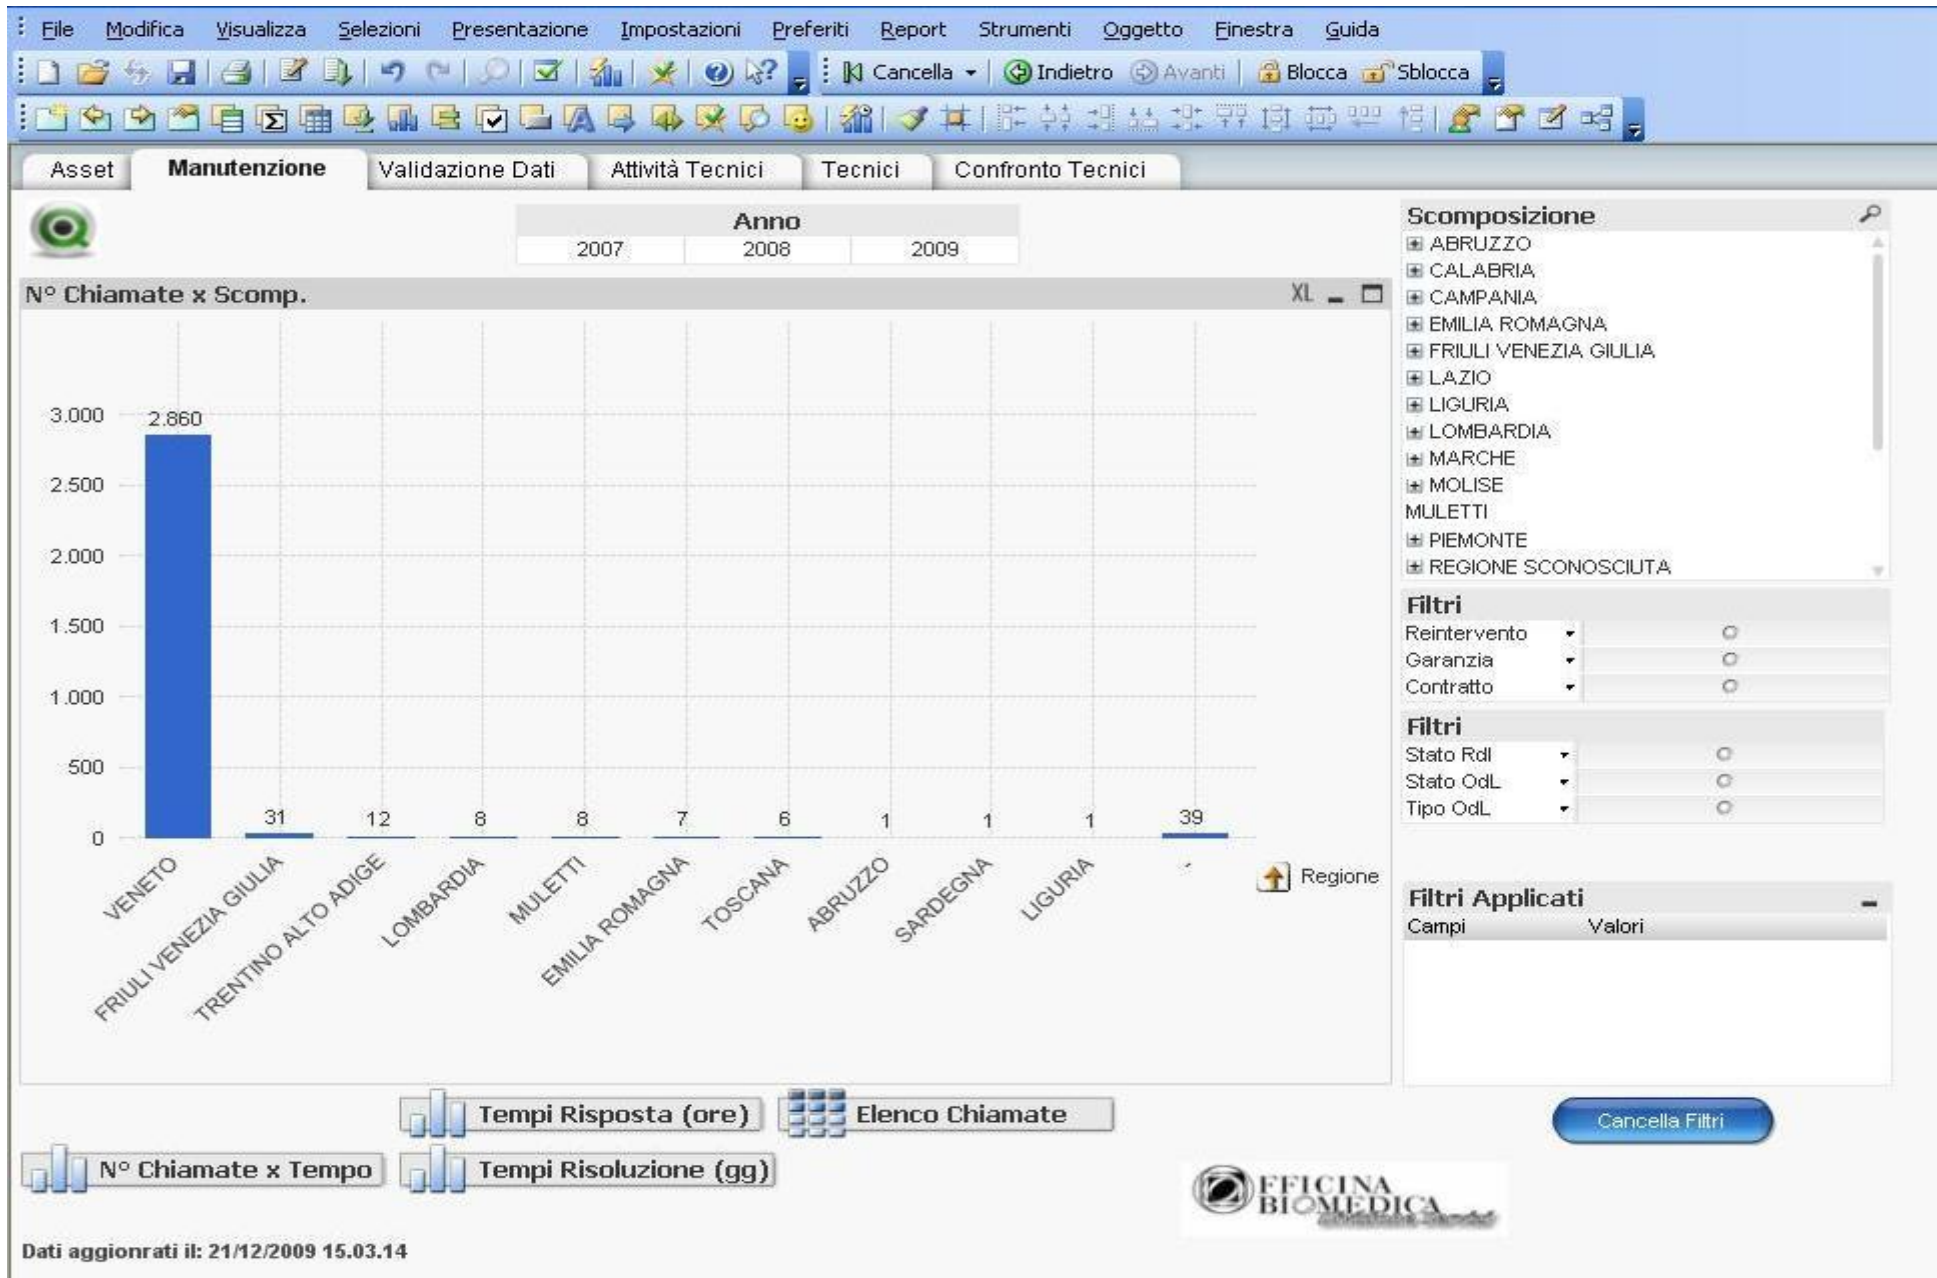 File Modifica Visualizza Selezioni Presentazione Impostazioni Preferiti Report Strumenti Oggetto Finestra Guida
Cancella Indietro Avanti Blocca Sblocca
Asset Manutenzione Validazione Dati Attività Tecnici Tecnici Confronto Tecnici
Anno
2007 2008 2009
Nº Chiamate x Scomp. XL
3.000
2.500
2.000
1.500
1.000
500
0
2.860 31 12 8 8 7 6 1 1 1 39
VENETO
FRIULI VENEZIA GIULIA
TRENTINO ALTO ADIGE
LOMBARDIA
MULETTI
EMILIA ROMAGNA
TOSCANA
ABRUZZO
SARDEGNA
LIGURIA
-
Regione
Scomposizione
ABRUZZO
CALABRIA
CAMPANIA
EMILIA ROMAGNA
FRIULI VENEZIA GIULIA
LAZIO
LIGURIA
LOMBARDIA
MARCHE
MOLISE
MULETTI
PIEMONTE
REGIONE SCONOSCIUTA
Filtri
Reintervento
Garanzia
Contratto
Filtri
Stato RdI
Stato OdL
Tipo OdL
Filtri Applicati
Campi Valori
Cancella Filtri
Tempi Risposta (ore) Elenco Chiamate
Nº Chiamate x Tempo Tempi Risoluzione (gg)
FFICINA
BIOMEDICA
Dati aggionrati il: 21/12/2009 15.03.14